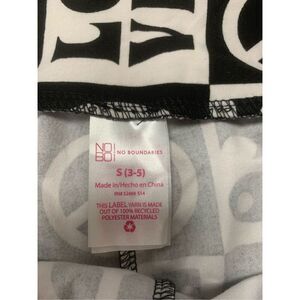 LO
V
NO
BO
NO BOUNDARIES
S (3-5)
Made in/Hecho en China
THIS LABEL YARN IS MADE
OUT OF 100% RECYCLED
POLYESTER MATERIALS